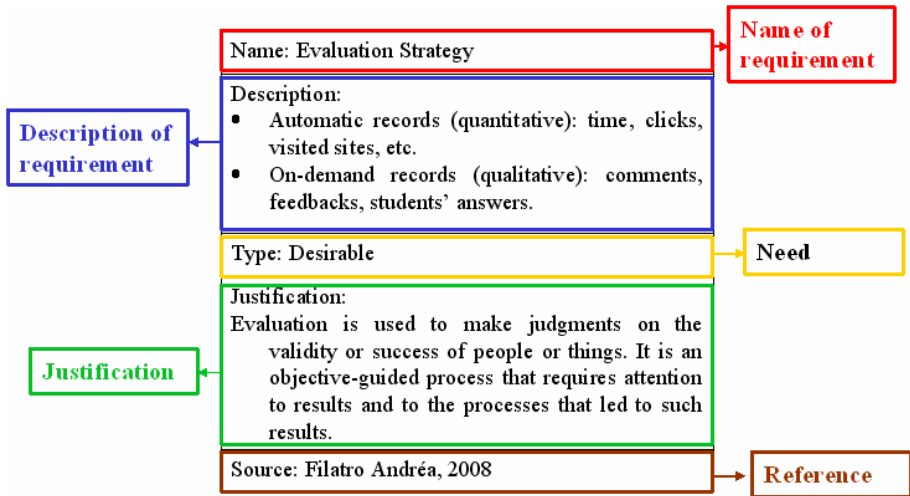 Name: Evaluation Strategy
Name of
requirement
Description:
• Automatic records (quantitative): time, clicks,
visited sites, etc.
• On-demand records (qualitative): comments,
feedbacks, students' answers.
Description of
requirement
Type: Desirable
Need
Justification:
Evaluation is used to make judgments on the
validity or success of people or things. It is an
objective-guided process that requires attention
to results and to the processes that led to such
results.
Justification
Source: Filatro Andréa, 2008
Reference